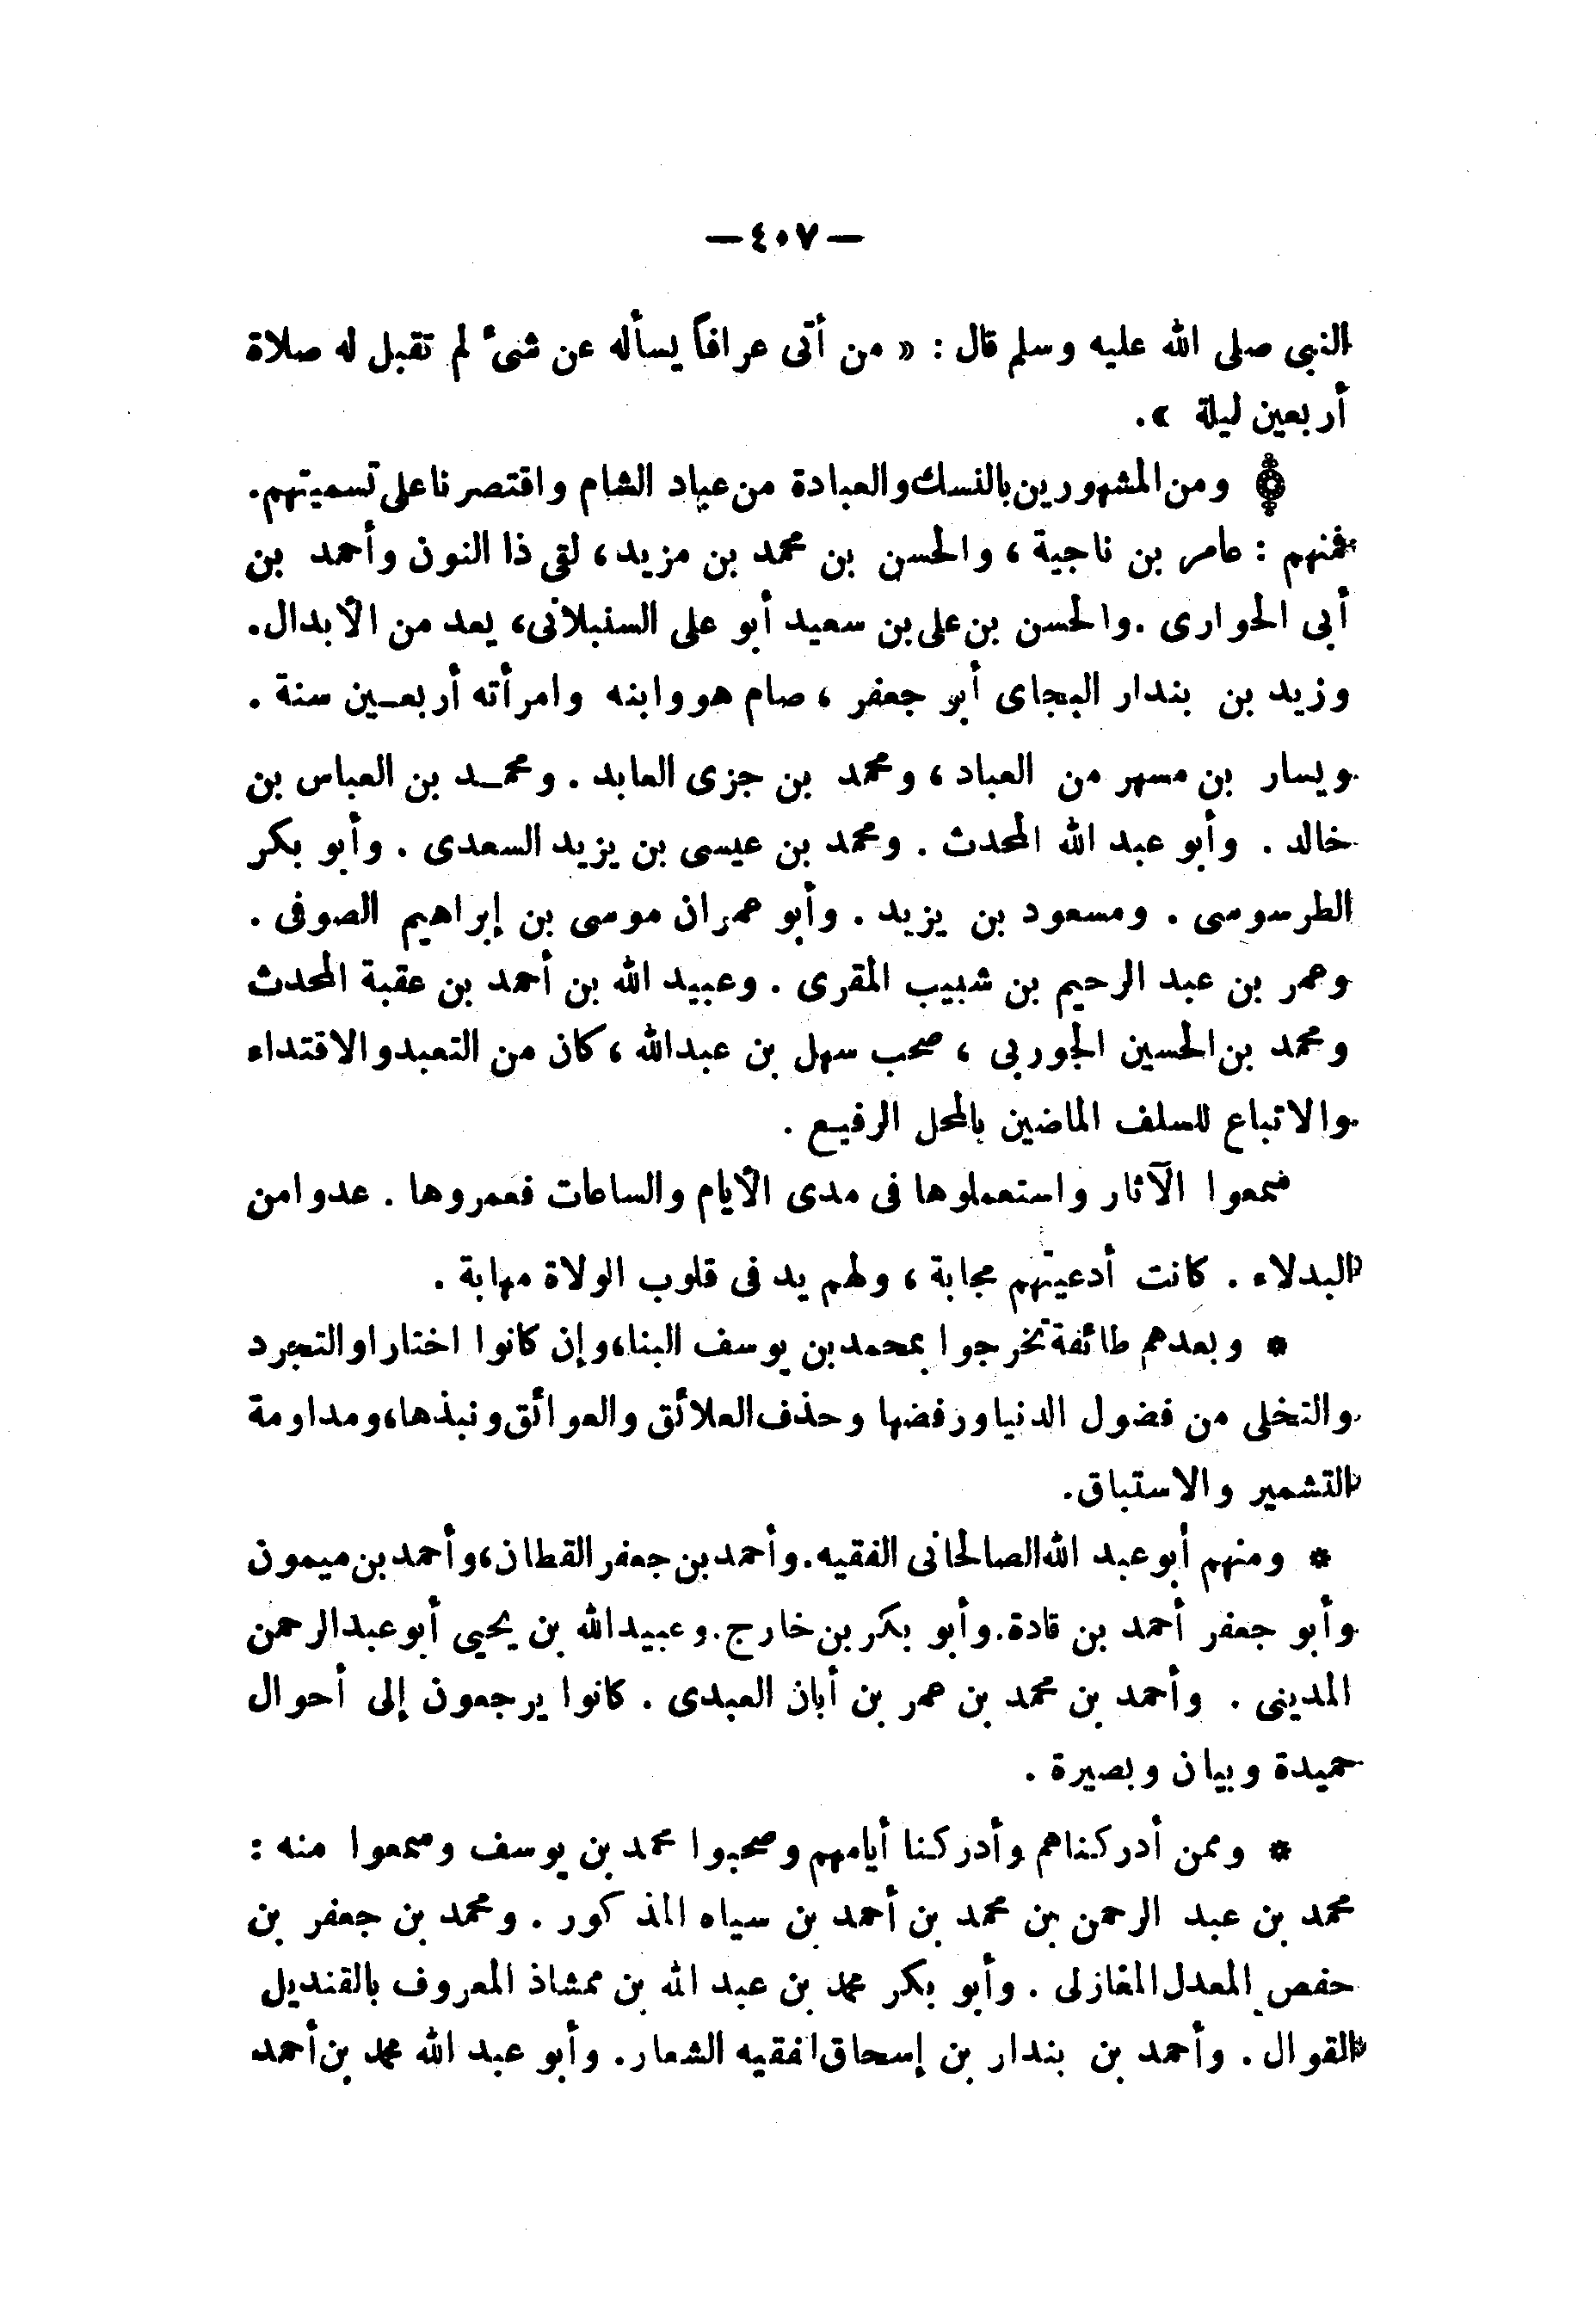 — ٤٠٧ —
النبى صلى الله عليه وسلم قال : « من أتى عرافاً يسأله عن شىء لم تقبل له صلاة
أربعين ليلة » .
۞ ومن المشهورين بالنسك والعبادة من عباد الشام واقتصرنا على تسميتهم .
فمنهم : عامر بن ناجية ، والحسن بن محمد بن مزيد ، لقى ذا النون وأحمد بن
أبى الحوارى . والحسن بن على بن سعيد أبو على السنبلانى ، يعد من الأبدال .
وزيد بن بندار البجاى أبو جعفر ، صام هو وابنه وامرأته أربعـين سنة .
ويسار بن مسهر من العباد ، ومحمد بن جزى العابد . ومحمـد بن العباس بن
خالد . وأبو عبد الله المحدث . ومحمد بن عيسى بن يزيد السعدى . وأبو بكر
الطرسوسى . ومسعود بن يزيد . وأبو عمران موسى بن إبراهيم الصوفى .
وعمر بن عبد الرحيم بن شبيب المقرى . وعبيد الله بن أحمد بن عقبة المحدث
ومحمد بن الحسين الجوربى ، صحب سهل بن عبد الله ، كان من التعبد والاقتداء
والاتباع للسلف الماضين بالمحل الرفيع .
سمعوا الآثار واستعملوها فى مدى الأيام والساعات فعمروها . عدوا من
البدلاء . كانت أدعيتهم مجابة ، ولهم يد فى قلوب الولاة مهابة .
* وبعدهم طائفة تخرجوا بمحمد بن يوسف البنا ، وإن كانوا اختاروا التجرد
والتخلى من فضول الدنيا ورفضها وحذف العلائق والعوائق ونبذها ، ومداومة
التشمير والاستباق .
* ومنهم أبو عبد الله الصالحانى الفقيه . وأحمد بن جعفر القطان ، وأحمد بن ميمون
وأبو جعفر أحمد بن قادة . وأبو بكر بن خارج . وعبيد الله بن يحيى أبو عبد الرحمن
المدينى . وأحمد بن محمد بن عمر بن أبان العبدى . كانوا يرجعون إلى أحوال
حميدة وبيان وبصيرة .
* وممن أدركناهم وأدركنا أيامهم وصحبوا محمد بن يوسف وسمعوا منه :
محمد بن عبد الرحمن بن محمد بن أحمد بن سياه المذكور . ومحمد بن جعفر بن
حفص المعدل المغازلى . وأبو بكر محمد بن عبد الله بن ممشاذ المعروف بالقنديل
القوال . وأحمد بن بندار بن إسحاق الفقيه الشعار . وأبو عبد الله محمد بن أحمد